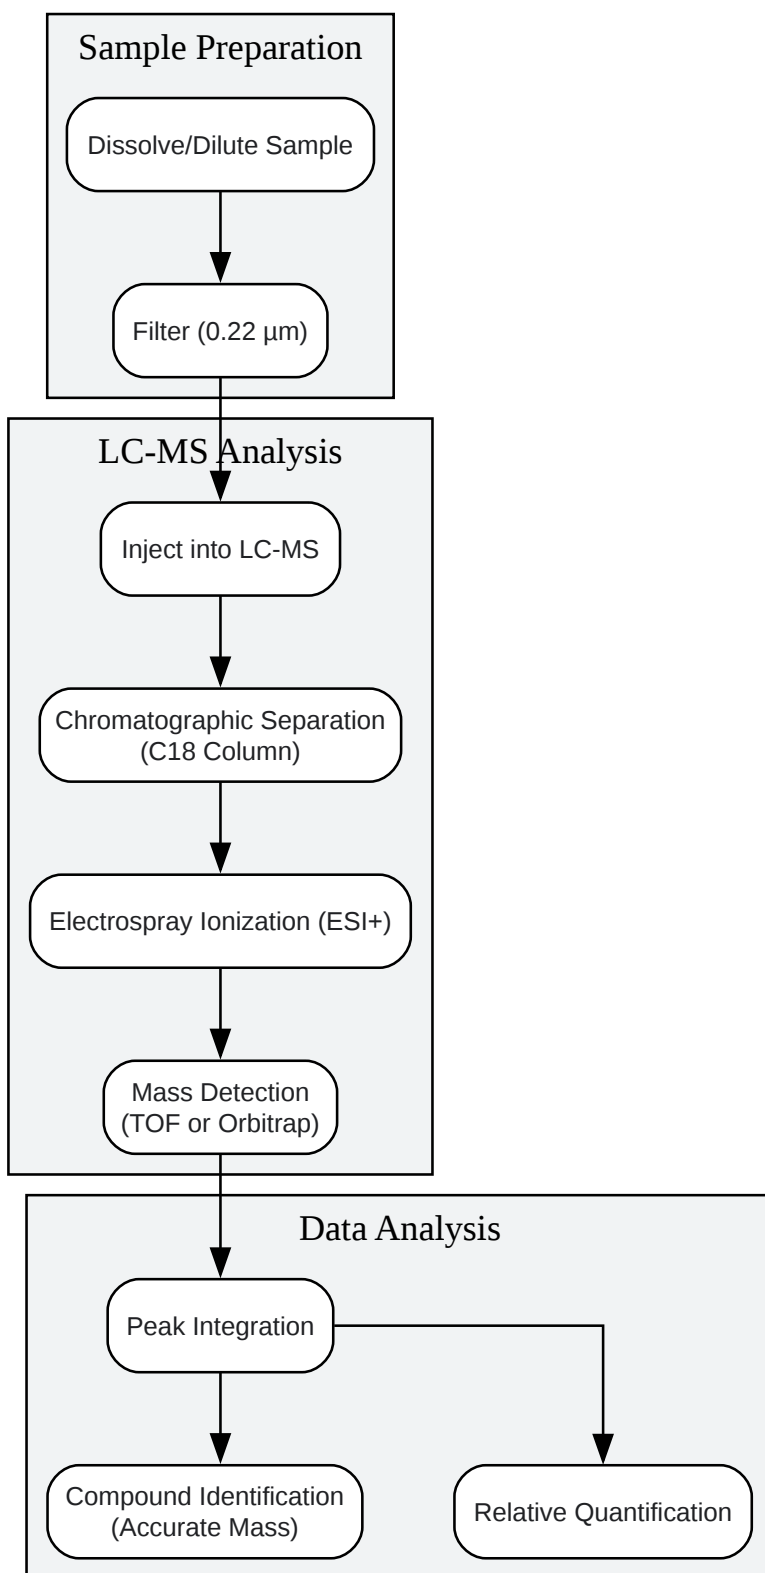 Sample Preparation
Dissolve/Dilute Sample
Filter (0.22 µm)
LC-MS Analysis
Inject into LC-MS
Chromatographic Separation
(C18 Column)
Electrospray Ionization (ESI+)
Mass Detection
(TOF or Orbitrap)
Data Analysis
Peak Integration
Compound Identification
(Accurate Mass)
Relative Quantification